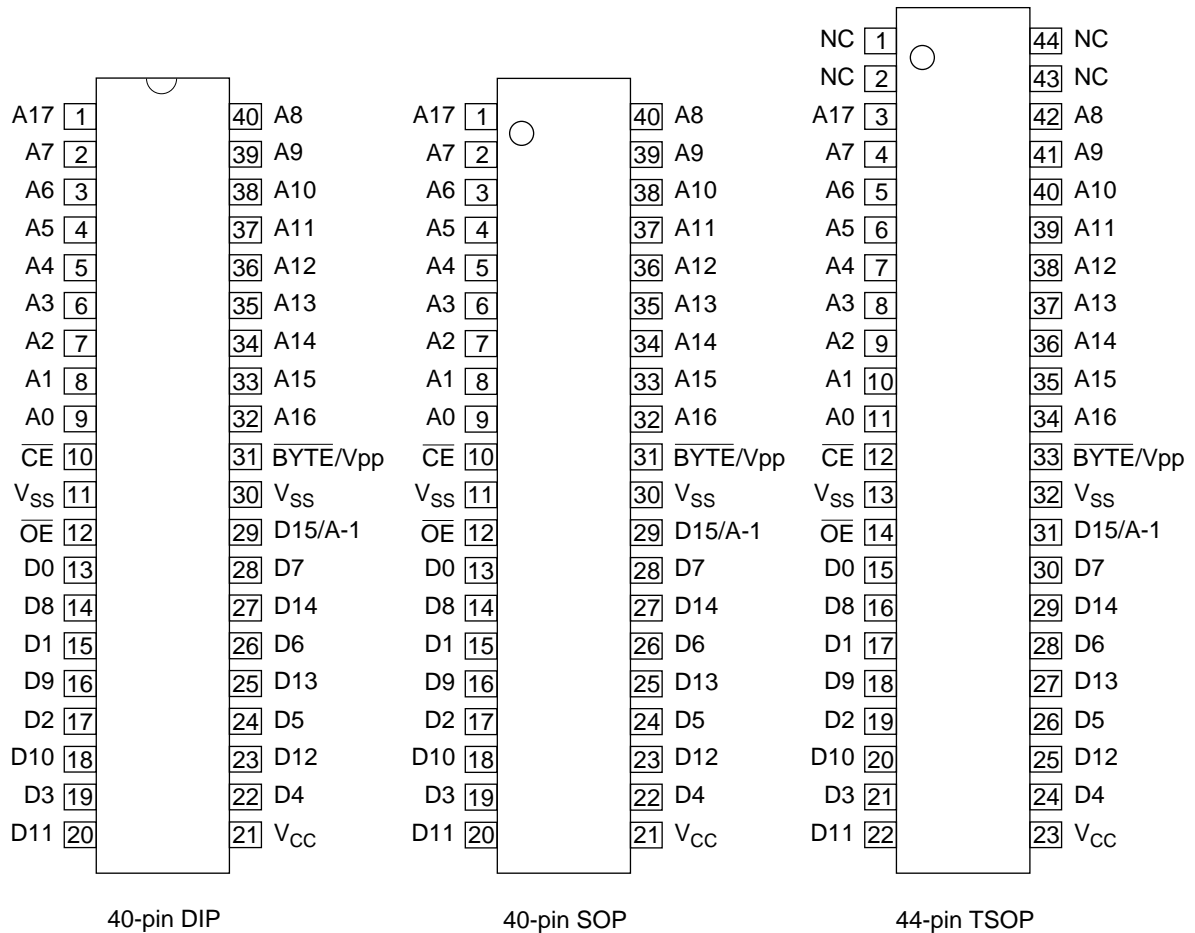 NC 1 44 NC
NC 2 43 NC
A17 1 40 A8 A17 1 40 A8 A17 3 42 A8
A7 2 39 A9 A7 2 39 A9 A7 4 41 A9
A6 3 38 A10 A6 3 38 A10 A6 5 40 A10
A5 4 37 A11 A5 4 37 A11 A5 6 39 A11
A4 5 36 A12 A4 5 36 A12 A4 7 38 A12
A3 6 35 A13 A3 6 35 A13 A3 8 37 A13
A2 7 34 A14 A2 7 34 A14 A2 9 36 A14
A1 8 33 A15 A1 8 33 A15 A1 10 35 A15
A0 9 32 A16 A0 9 32 A16 A0 11 34 A16
C̅E̅ 10 31 B̅Y̅T̅E̅/Vpp C̅E̅ 10 31 B̅Y̅T̅E̅/Vpp C̅E̅ 12 33 B̅Y̅T̅E̅/Vpp
VSS 11 30 VSS VSS 11 30 VSS VSS 13 32 VSS
O̅E̅ 12 29 D15/A-1 O̅E̅ 12 29 D15/A-1 O̅E̅ 14 31 D15/A-1
D0 13 28 D7 D0 13 28 D7 D0 15 30 D7
D8 14 27 D14 D8 14 27 D14 D8 16 29 D14
D1 15 26 D6 D1 15 26 D6 D1 17 28 D6
D9 16 25 D13 D9 16 25 D13 D9 18 27 D13
D2 17 24 D5 D2 17 24 D5 D2 19 26 D5
D10 18 23 D12 D10 18 23 D12 D10 20 25 D12
D3 19 22 D4 D3 19 22 D4 D3 21 24 D4
D11 20 21 VCC D11 20 21 VCC D11 22 23 VCC
40-pin DIP 40-pin SOP 44-pin TSOP